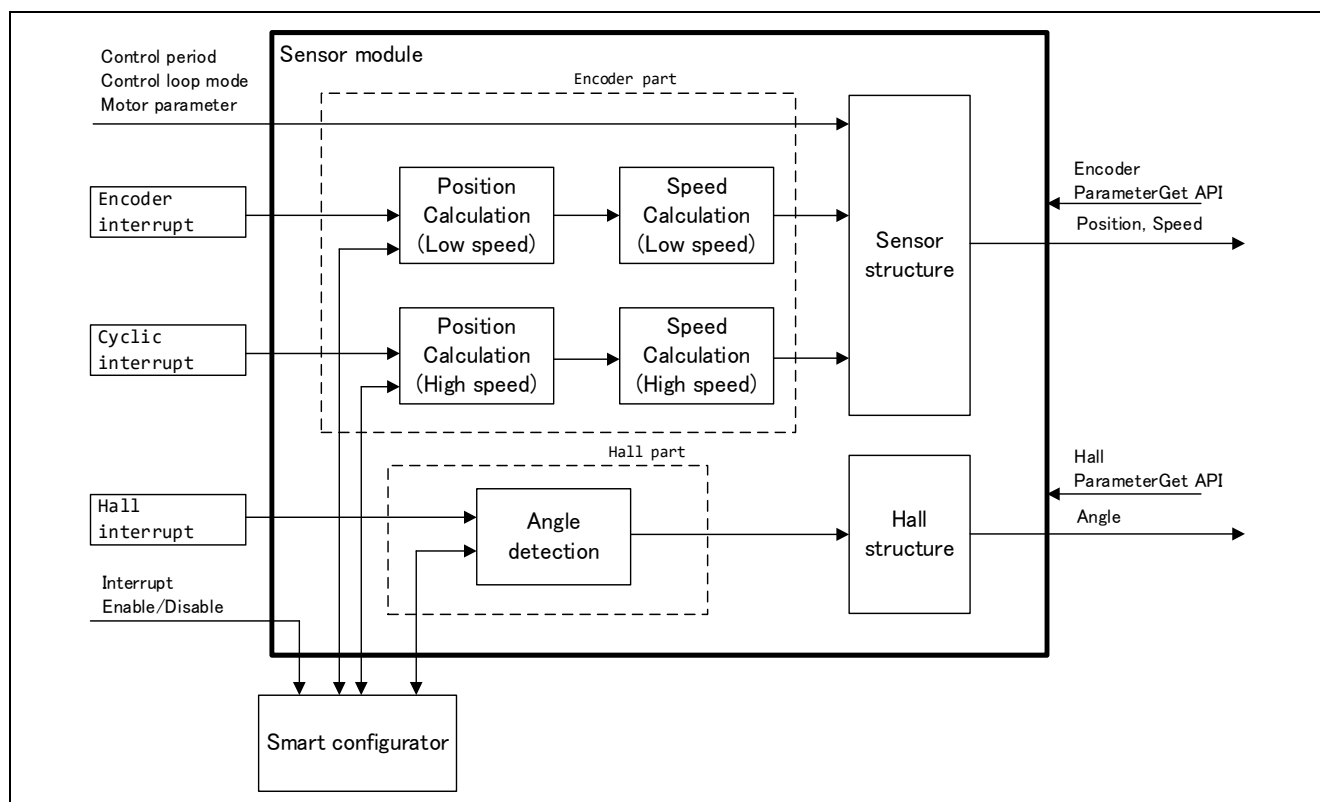 Control period
Control loop mode
Motor parameter
Sensor module
Encoder part
Encoder
interrupt
Position
Calculation
(Low speed)
Speed
Calculation
(Low speed)
Sensor
structure
Encoder
ParameterGet API
Position, Speed
Cyclic
interrupt
Position
Calculation
(High speed)
Speed
Calculation
(High speed)
Hall part
Hall
interrupt
Angle
detection
Hall
structure
Hall
ParameterGet API
Angle
Interrupt
Enable/Disable
Smart configurator